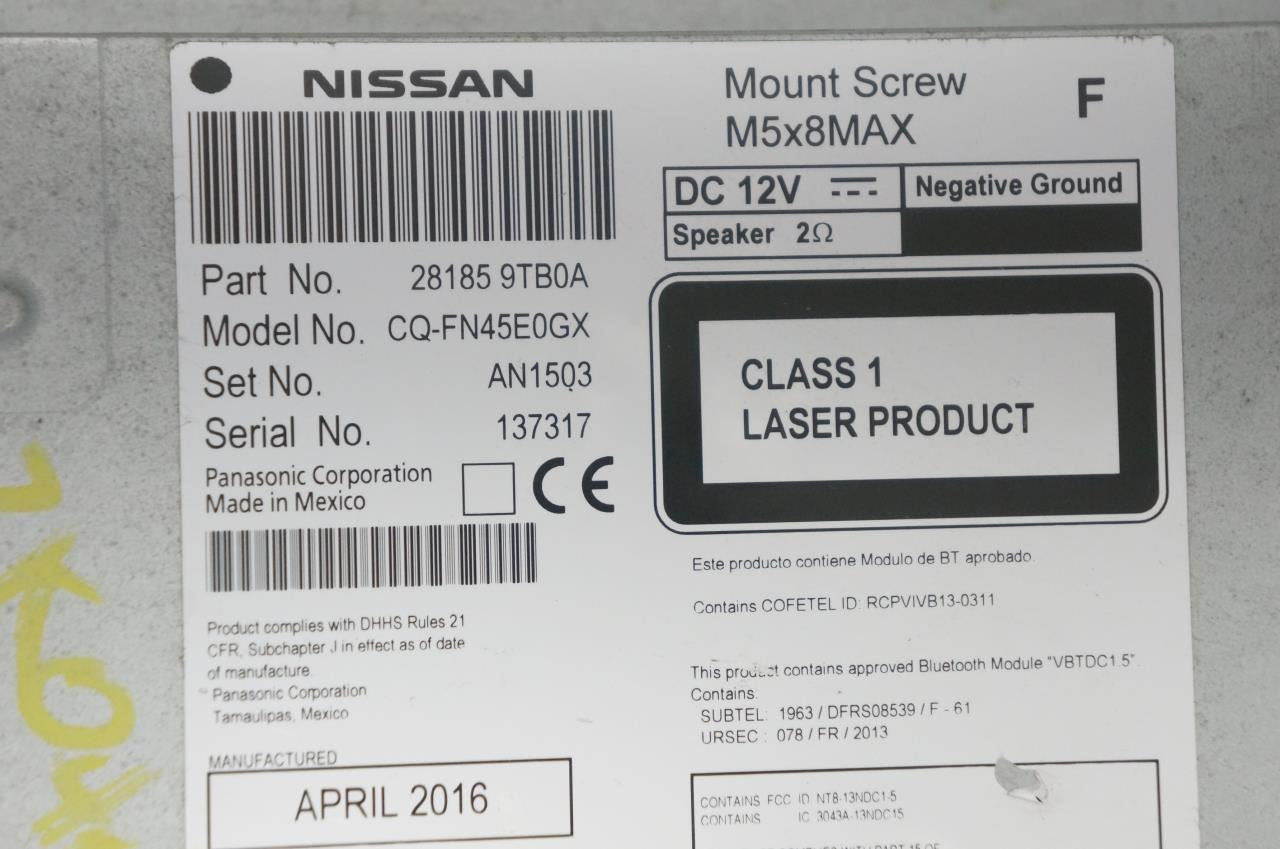 NISSAN
Part No. 28185 9TB0A
Model No. CQ-FN45E0GX
Set No. AN1503
Serial No. 137317
Panasonic Corporation
Made in Mexico
CE
Product complies with DHHS Rules 21
CFR, Subchapter J in effect as of date
of manufacture.
Panasonic Corporation
Tamaulipas, Mexico
MANUFACTURED
APRIL 2016
Mount Screw
M5x8MAX
F
DC 12V
Negative Ground
Speaker 2Ω
CLASS 1
LASER PRODUCT
Este producto contiene Modulo de BT aprobado.
Contains COFETEL ID: RCPVIVB13-0311
This product contains approved Bluetooth Module "VBTDC1.5".
Contains:
SUBTEL: 1963 / DFRS08539 / F - 61
URSEC : 078 / FR / 2013
CONTAINS FCC ID NT8-13NDC1-5
CONTAINS IC 3043A-13NDC15